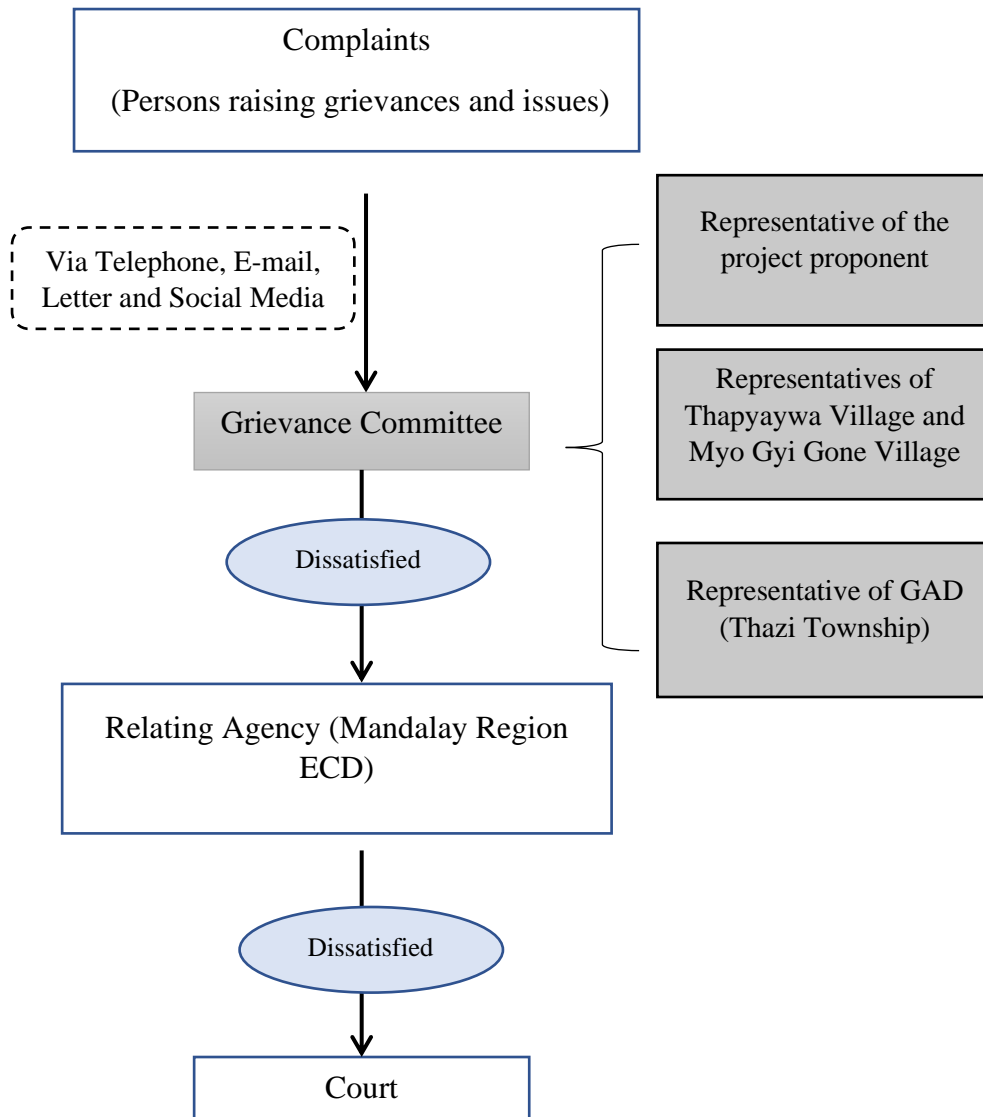 Complaints
(Persons raising grievances and issues)
Via Telephone, E-mail,
Letter and Social Media
Grievance Committee
Representative of the
project proponent
Representatives of
Thapyaywa Village and
Myo Gyi Gone Village
Representative of GAD
(Thazi Township)
Dissatisfied
Relating Agency (Mandalay Region
ECD)
Dissatisfied
Court